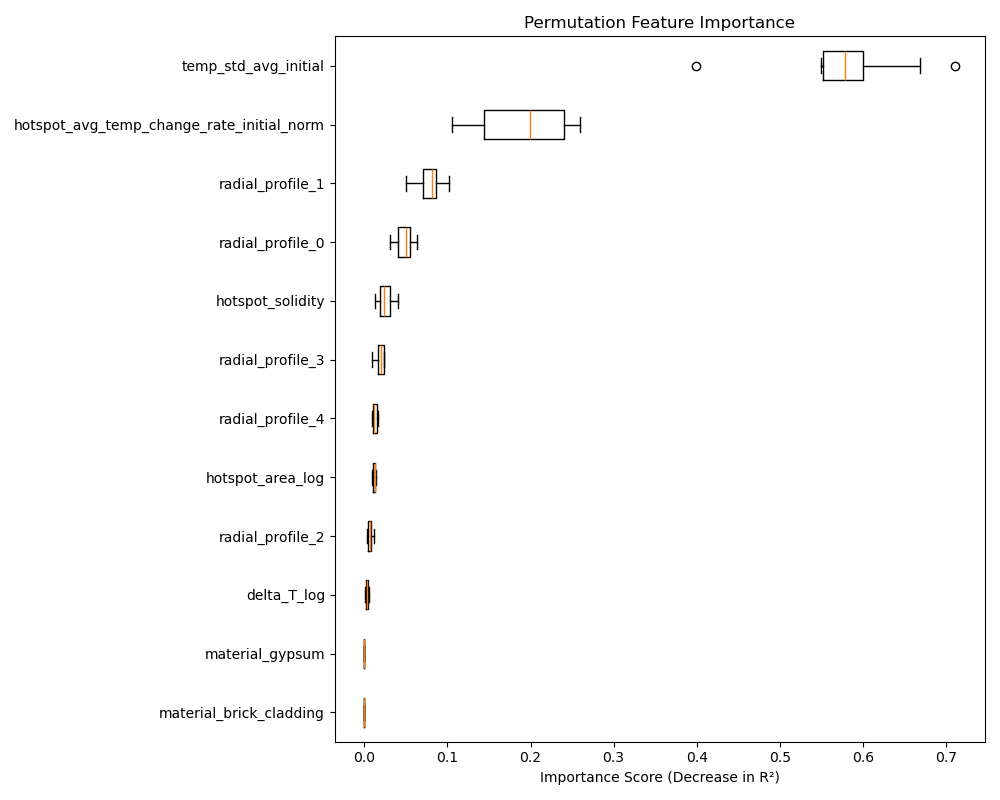 Permutation Feature Importance
temp_std_avg_initial
hotspot_avg_temp_change_rate_initial_norm
radial_profile_1
radial_profile_0
hotspot_solidity
radial_profile_3
radial_profile_4
hotspot_area_log
radial_profile_2
delta_T_log
material_gypsum
material_brick_cladding
0.0 0.1 0.2 0.3 0.4 0.5 0.6 0.7
Importance Score (Decrease in R²)